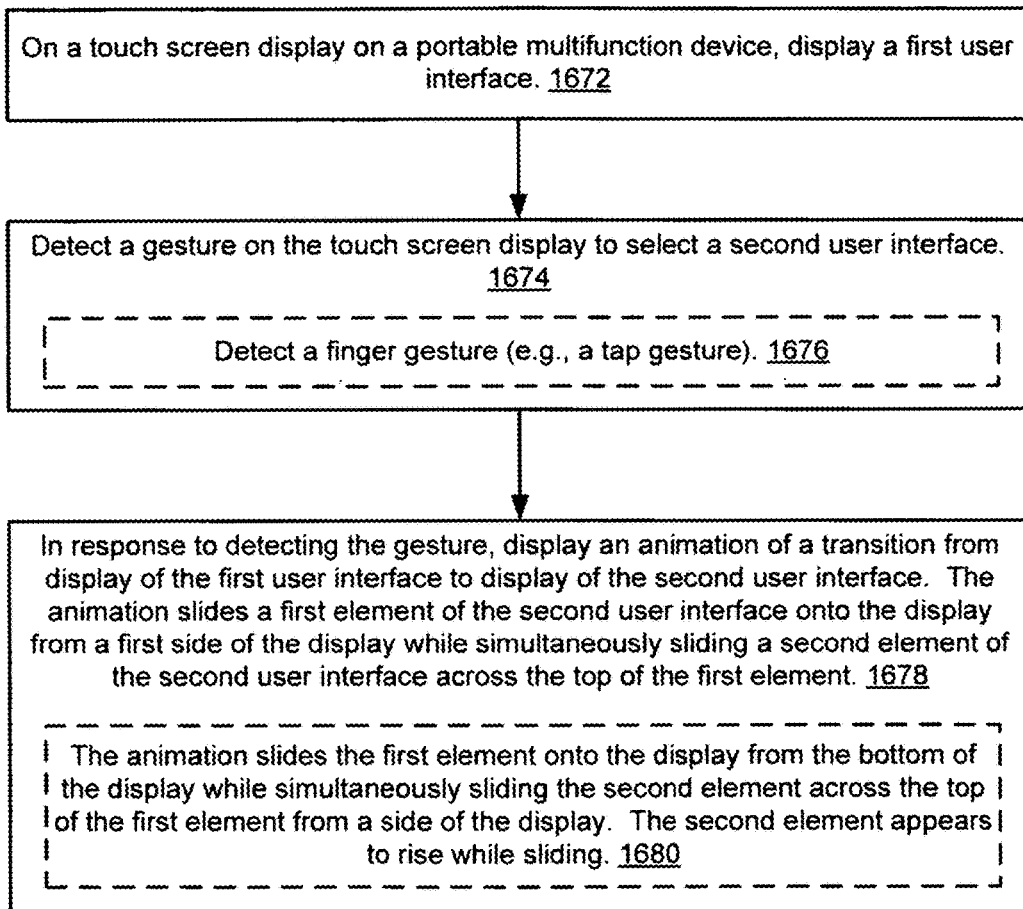 On a touch screen display on a portable multifunction device, display a first user
interface. 1672
Detect a gesture on the touch screen display to select a second user interface.
1674
Detect a finger gesture (e.g., a tap gesture). 1676
In response to detecting the gesture, display an animation of a transition from
display of the first user interface to display of the second user interface. The
animation slides a first element of the second user interface onto the display
from a first side of the display while simultaneously sliding a second element of
the second user interface across the top of the first element. 1678
The animation slides the first element onto the display from the bottom of
the display while simultaneously sliding the second element across the top
of the first element from a side of the display. The second element appears
to rise while sliding. 1680